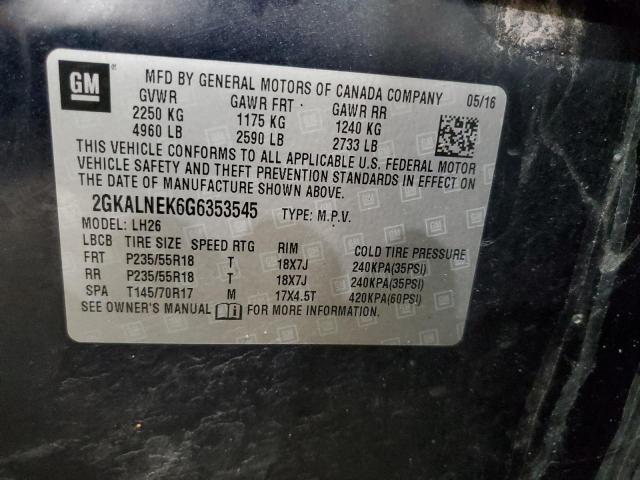 GM
MFD BY GENERAL MOTORS OF CANADA COMPANY 05/16
GVWR GAWR FRT GAWR RR
2250 KG 1175 KG 1240 KG
4960 LB 2590 LB 2733 LB
THIS VEHICLE CONFORMS TO ALL APPLICABLE U.S. FEDERAL MOTOR
VEHICLE SAFETY AND THEFT PREVENTION STANDARDS IN EFFECT ON
THE DATE OF MANUFACTURE SHOWN ABOVE.
2GKALNEK6G6353545 TYPE: M.P.V.
MODEL: LH26
LBCB TIRE SIZE SPEED RTG RIM COLD TIRE PRESSURE
FRT P235/55R18 T 18X7J 240KPA(35PSI)
RR P235/55R18 T 18X7J 240KPA(35PSI)
SPA T145/70R17 M 17X4.5T 420KPA(60PSI)
SEE OWNER'S MANUAL FOR MORE INFORMATION.